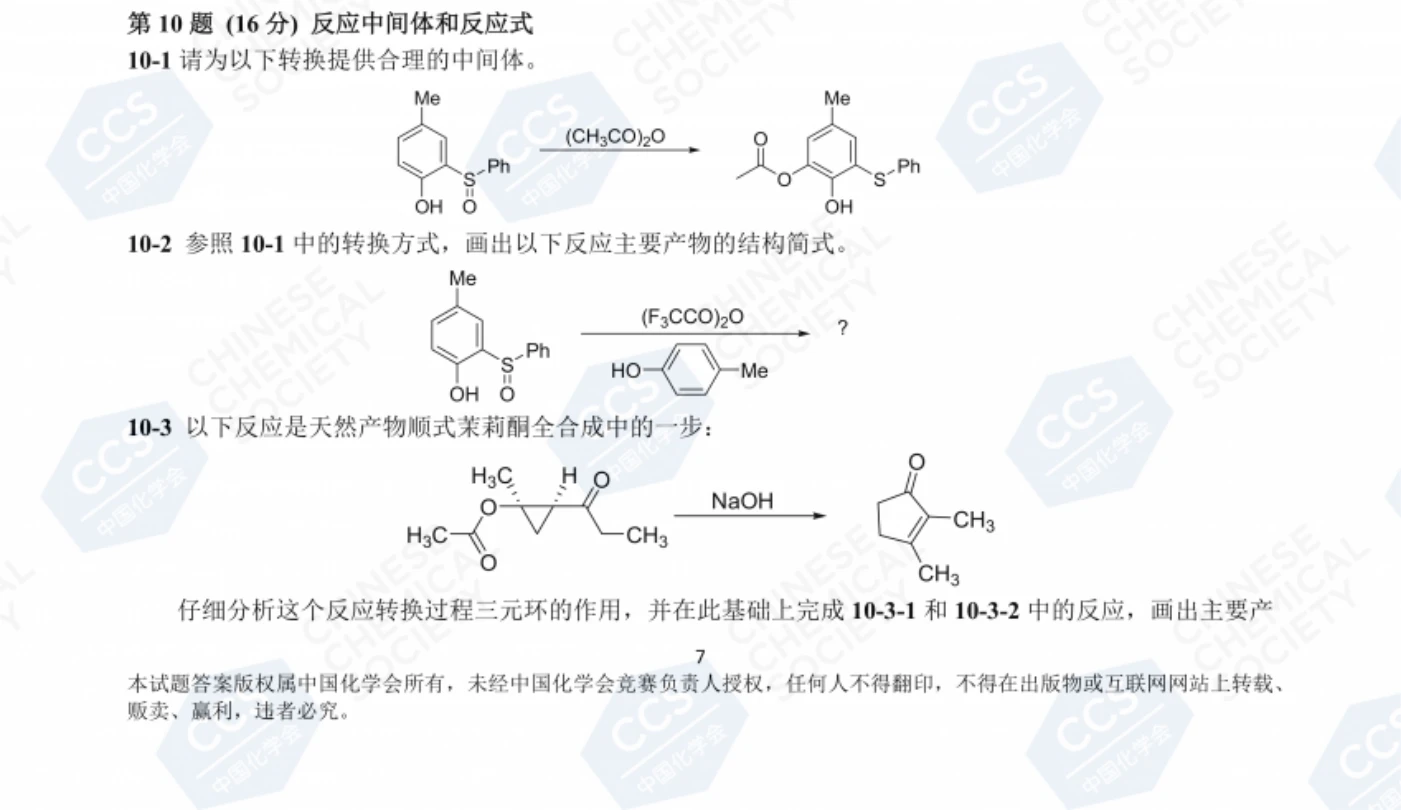 第 10 题 (16 分) 反应中间体和反应式
10-1 请为以下转换提供合理的中间体。
Me
Ph
S
OH
O
(CH₃CO)₂O
Me
O
O
S
Ph
OH
10-2 参照 10-1 中的转换方式，画出以下反应主要产物的结构简式。
Me
Ph
S
OH
O
(F₃CCO)₂O
HO
Me
?
10-3 以下反应是天然产物顺式茉莉酮全合成中的一步：
H₃C
H
O
O
H₃C
O
CH₃
NaOH
O
CH₃
CH₃
仔细分析这个反应转换过程三元环的作用，并在此基础上完成 10-3-1 和 10-3-2 中的反应，画出主要产
7
本试题答案版权属中国化学会所有，未经中国化学会竞赛负责人授权，任何人不得翻印，不得在出版物或互联网网站上转载、
贩卖、赢利，违者必究。
CHINESE
CHEMICAL
SOCIETY
CCS
中国化学会